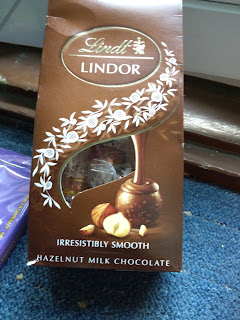 Lindt
LINDOR
IRRESISTIBLY SMOOTH
HAZELNUT MILK CHOCOLATE